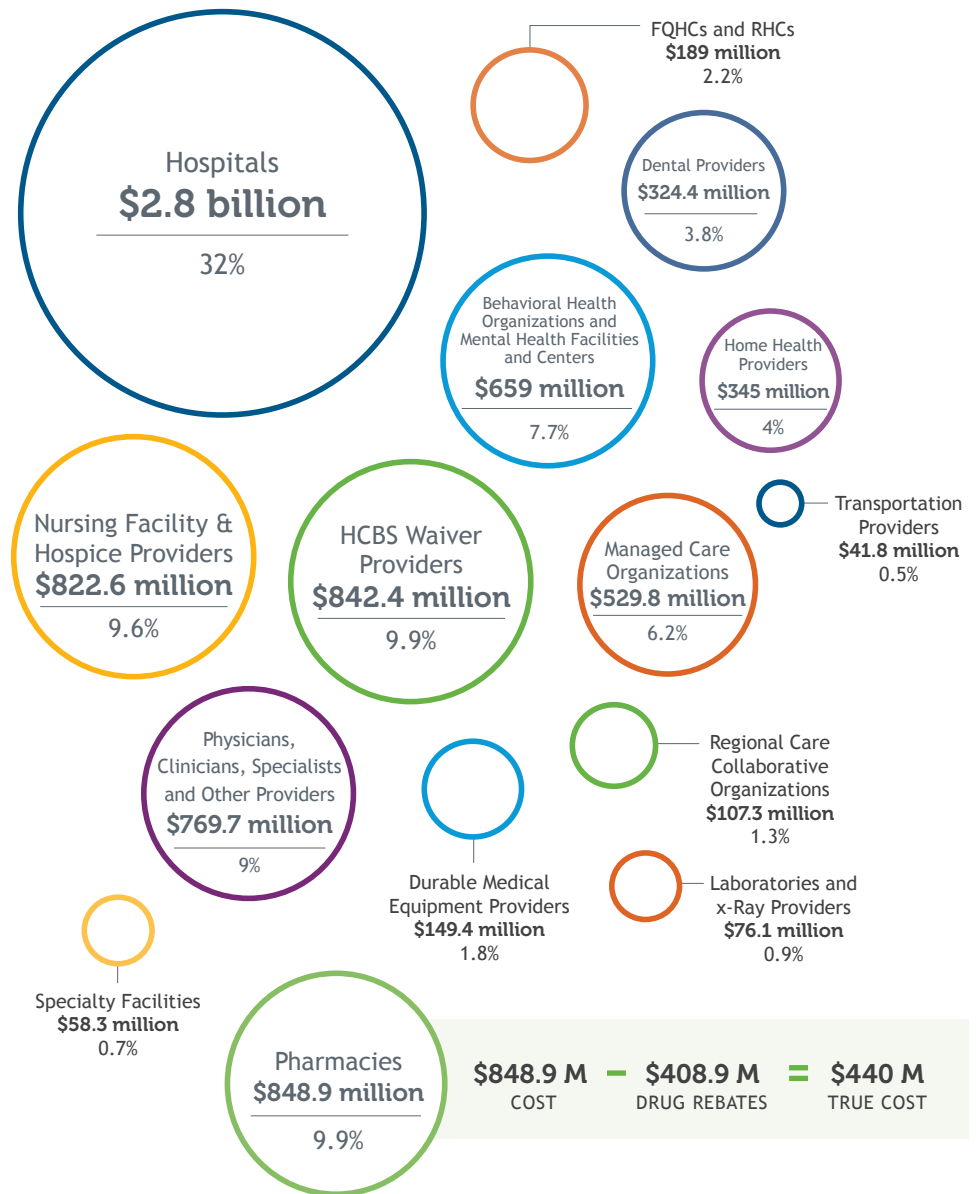 Hospitals
$2.8 billion
32%
FQHCs and RHCs
$189 million
2.2%
Dental Providers
$324.4 million
3.8%
Behavioral Health
Organizations and
Mental Health Facilities
and Centers
$659 million
7.7%
Home Health
Providers
$345 million
4%
Nursing Facility &
Hospice Providers
$822.6 million
9.6%
HCBS Waiver
Providers
$842.4 million
9.9%
Managed Care
Organizations
$529.8 million
6.2%
Transportation
Providers
$41.8 million
0.5%
Physicians,
Clinicians, Specialists
and Other Providers
$769.7 million
9%
Durable Medical
Equipment Providers
$149.4 million
1.8%
Regional Care
Collaborative
Organizations
$107.3 million
1.3%
Laboratories and
x-Ray Providers
$76.1 million
0.9%
Specialty Facilities
$58.3 million
0.7%
Pharmacies
$848.9 million
9.9%
$848.9 M – $408.9 M = $440 M
COST DRUG REBATES TRUE COST